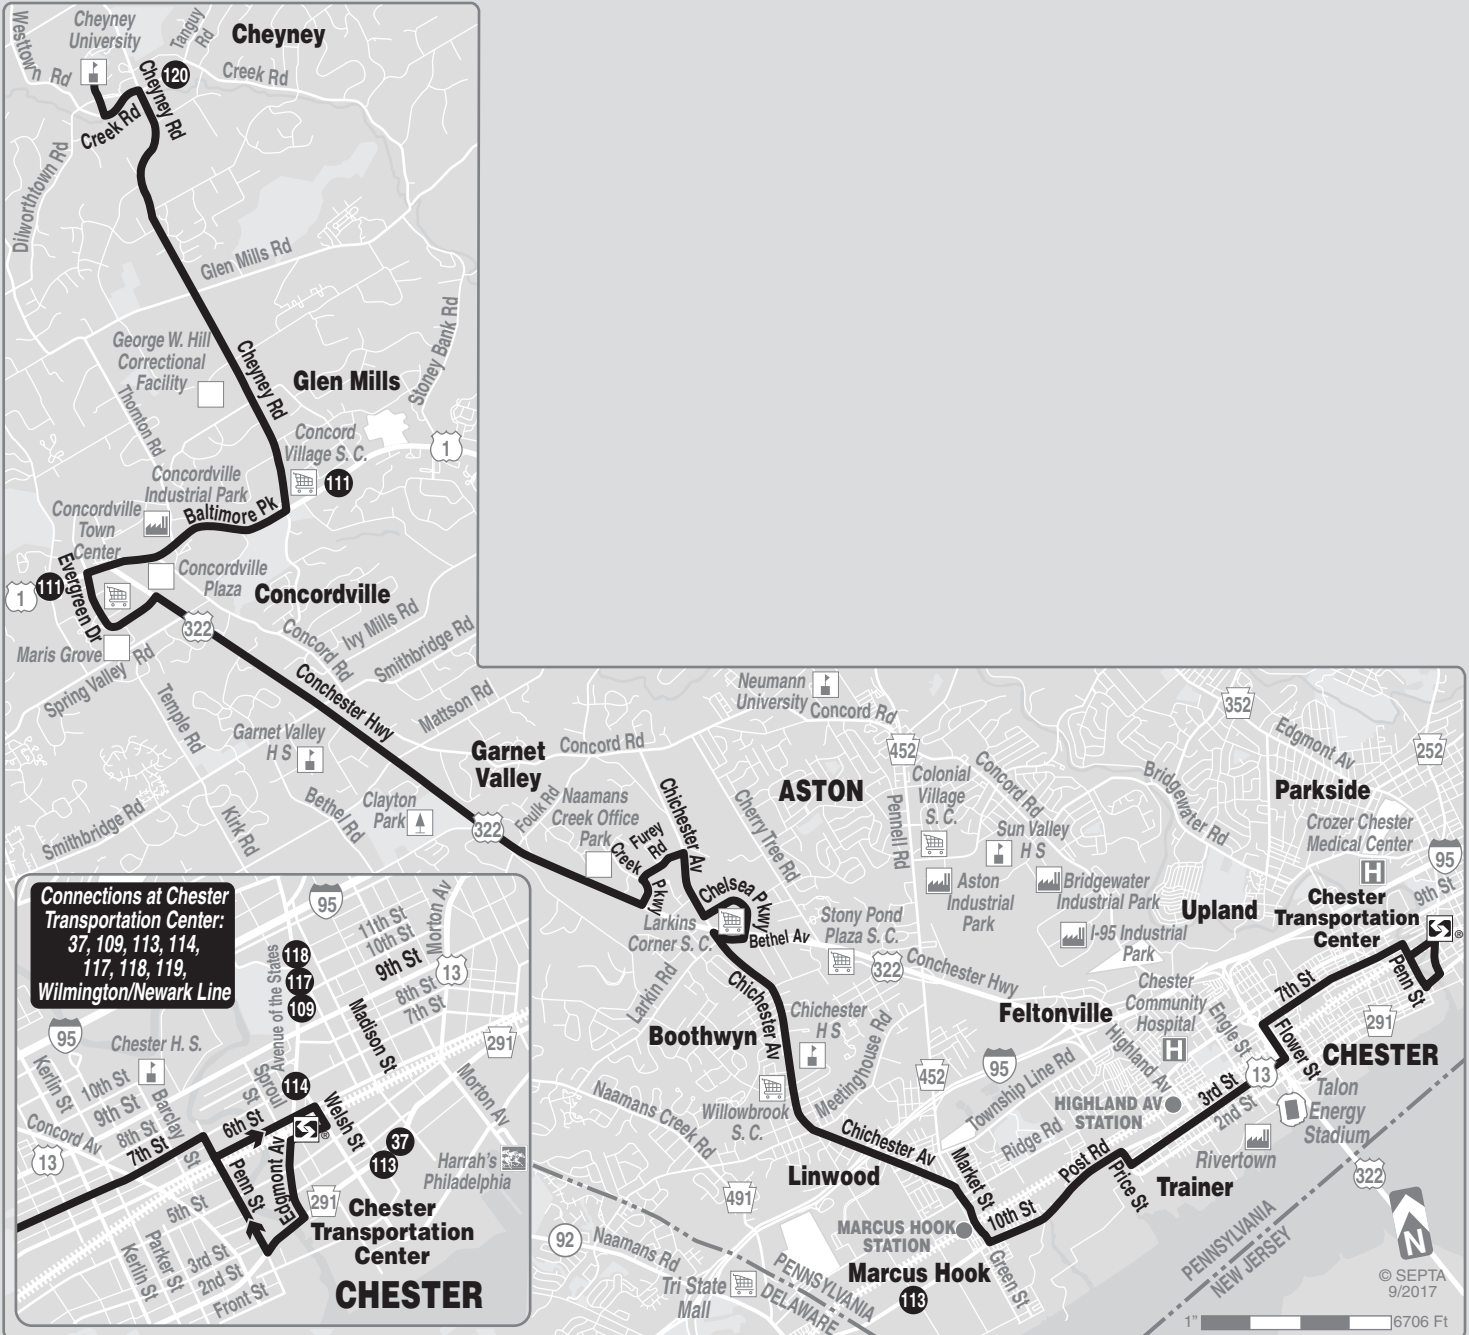 Cheyney
University
Westtown Rd
Tanguy
Rd
Cheyney
120
Creek Rd
Cheyney Rd
Creek Rd
Dilworthtown Rd
Glen Mills Rd
Stoney Bank Rd
George W. Hill
Correctional
Facility
Cheyney Rd
Glen Mills
Thornton Rd
Concord
Village S. C.
1
111
Concordville
Industrial Park
Baltimore Pk
Concordville
Town
Center
Concordville
Plaza
Concordville
1
111
Evergreen Dr
322
Maris Grove
Spring Valley Rd
Concord Rd
Ivy Mills Rd
Smithbridge Rd
Conchester Hwy
Mattson Rd
Temple Rd
Garnet Valley
H S
Garnet
Valley
Concord Rd
Neumann
University
Concord Rd
352
Edgmont Av
252
452
Colonial
Village
S. C.
Concord Rd
Bridgewater Rd
Parkside
ASTON
Smithbridge Rd
Kirk Rd
Bethel Rd
Clayton
Park
322
Foulk Rd
Naamans
Creek Office
Park
Furey
Rd
Creek
Pkwy
Chichester Av
Cherry Tree Rd
Pennell Rd
Sun Valley
H S
Crozer Chester
Medical Center
H
95
9th St
Aston
Industrial
Park
Bridgewater
Industrial Park
Upland
Chester
Transportation
Center
®
Chelsea Pkwy
Larkins
Corner S. C.
Bethel Av
Stony Pond
Plaza S. C.
322
Conchester Hwy
I-95 Industrial
Park
Larkin Rd
Chichester Av
Boothwyn
Chichester
H S
Meetinghouse Rd
Feltonville
Chester
Community
Hospital
H
Highland Av
Engle St
7th St
Penn St
291
Flower St
CHESTER
13
452
95
Township Line Rd
HIGHLAND AV
STATION
3rd St
2nd St
Talon
Energy
Stadium
Naamans Creek Rd
Willowbrook
S. C.
Chichester Av
Ridge Rd
Post Rd
Price St
Rivertown
Trainer
322
Linwood
Market St
10th St
491
MARCUS HOOK
STATION
Green St
Marcus Hook
113
92
Naamans Rd
Tri State
Mall
PENNSYLVANIA
DELAWARE
PENNSYLVANIA
NEW JERSEY
N
© SEPTA
9/2017
1"
6706 Ft
Connections at Chester
Transportation Center:
37, 109, 113, 114,
117, 118, 119,
Wilmington/Newark Line
95
11th St
10th St
9th St
8th St
7th St
Morton Av
13
118
117
109
Avenue of the States
Madison St
291
95
Chester H. S.
Kerlin St
10th St
9th St
8th St
7th St
Barclay St
Sproul
St
114
6th St
Welsh St
®
37
113
Morton Av
Harrah's
Philadelphia
Concord Av
13
Penn St
Edgmont Av
291
5th St
Parker St
Kerlin St
3rd St
2nd St
Front St
Chester
Transportation
Center
CHESTER